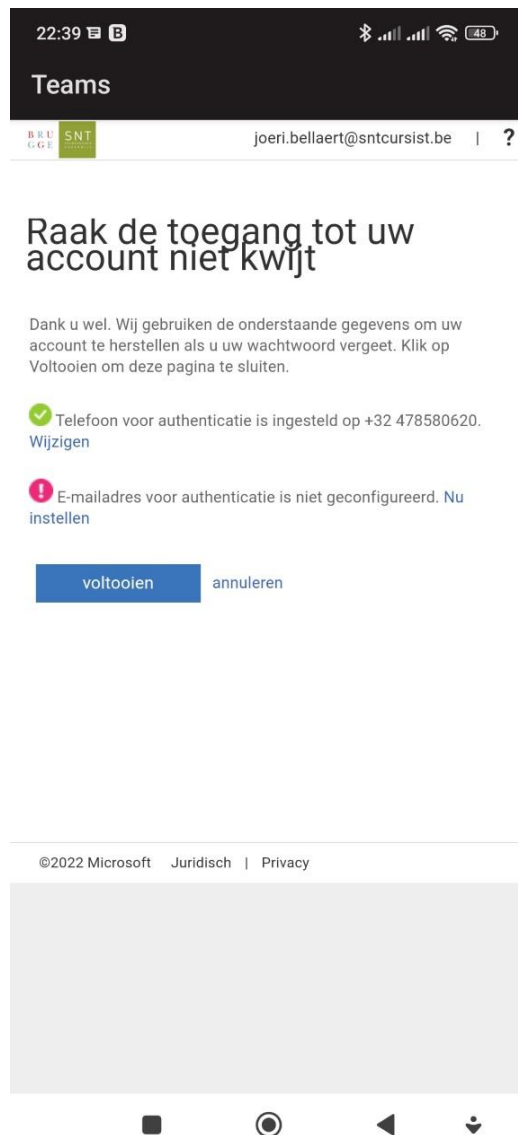 22:39 B 48
Teams
BRU
GGE SNT joeri.bellaert@sntcursist.be | ?
Raak de toegang tot uw
account niet kwijt
Dank u wel. Wij gebruiken de onderstaande gegevens om uw
account te herstellen als u uw wachtwoord vergeet. Klik op
Voltooien om deze pagina te sluiten.
Telefoon voor authenticatie is ingesteld op +32 478580620.
Wijzigen
! E-mailadres voor authenticatie is niet geconfigureerd. Nu
instellen
voltooien annuleren
©2022 Microsoft Juridisch | Privacy